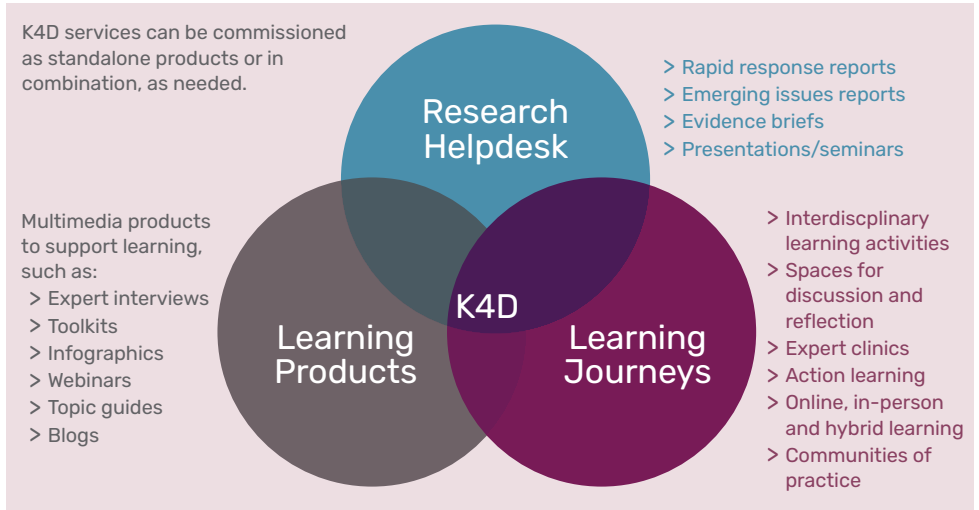 K4D services can be commissioned
as standalone products or in
combination, as needed.
Research
Helpdesk
> Rapid response reports
> Emerging issues reports
> Evidence briefs
> Presentations/seminars
Multimedia products
to support learning,
such as:
> Expert interviews
> Toolkits
> Infographics
> Webinars
> Topic guides
> Blogs
Learning
Products
K4D
Learning
Journeys
> Interdiscplinary
learning activities
> Spaces for
discussion and
reflection
> Expert clinics
> Action learning
> Online, in-person
and hybrid learning
> Communities of
practice